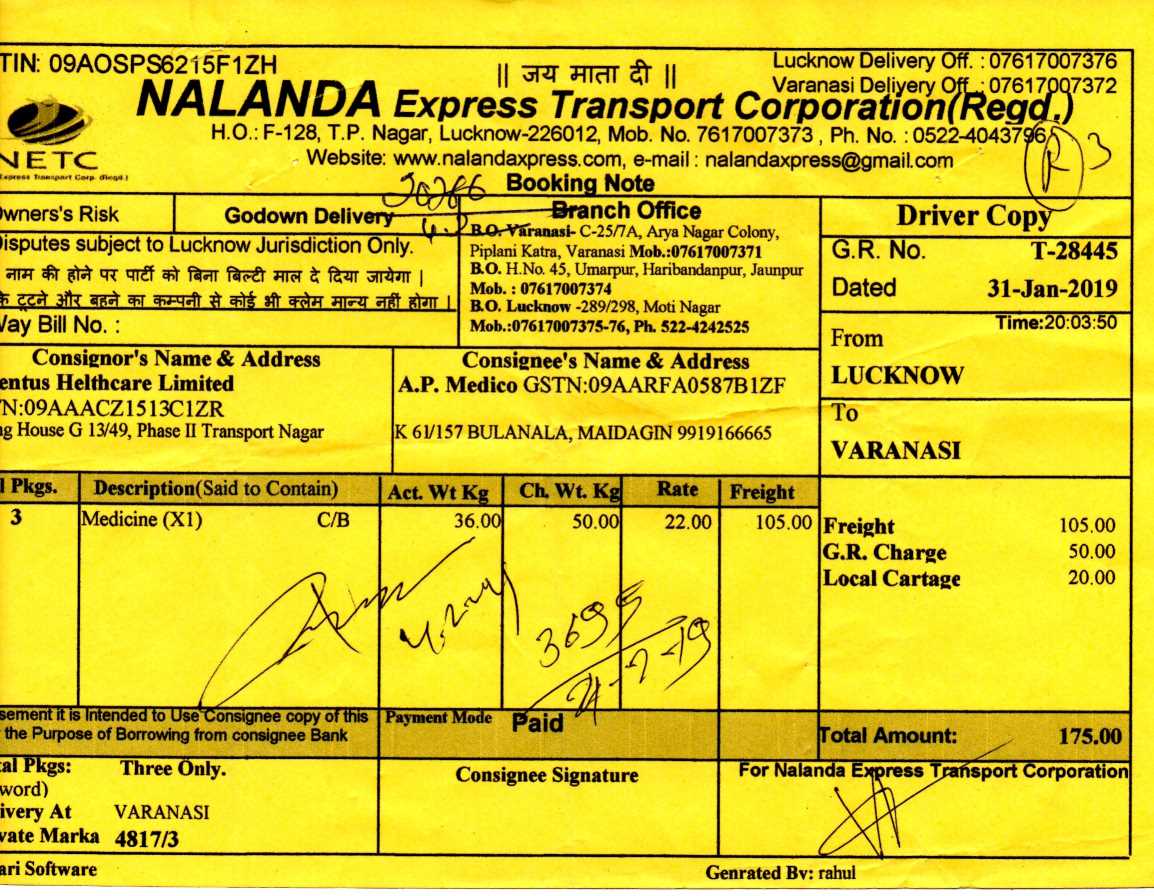 TIN: 09AOSPS6215F1ZH
|| जय माता दी ||
Lucknow Delivery Off. : 07617007376
Varanasi Delivery Off. : 07617007372
NALANDA Express Transport Corporation(Regd.)
H.O.: F-128, T.P. Nagar, Lucknow-226012, Mob. No. 7617007373 , Ph. No. : 0522-4043796
Website: www.nalandaxpress.com, e-mail : nalandaxpress@gmail.com
NETC
Express Transport Corp. (Regd.)
R 3
Booking Note
Owners's Risk
Godown Delivery
Branch Office
Driver Copy
Disputes subject to Lucknow Jurisdiction Only.
नाम की होने पर पार्टी को बिना बिल्टी माल दे दिया जायेगा |
के टूटने और बहने का कम्पनी से कोई भी क्लेम मान्य नहीं होगा |
Way Bill No. :
B.O. Varanasi- C-25/7A, Arya Nagar Colony,
Piplani Katra, Varanasi Mob.:07617007371
B.O. H.No. 45, Umarpur, Haribandanpur, Jaunpur
Mob. : 07617007374
B.O. Lucknow -289/298, Moti Nagar
Mob.:07617007375-76, Ph. 522-4242525
G.R. No. T-28445
Dated 31-Jan-2019
Time:20:03:50
From
LUCKNOW
To
VARANASI
Consignor's Name & Address
entus Helthcare Limited
TN:09AAACZ1513C1ZR
ng House G 13/49, Phase II Transport Nagar
Consignee's Name & Address
A.P. Medico GSTN:09AARFA0587B1ZF
K 61/157 BULANALA, MAIDAGIN 9919166665
l Pkgs. Description(Said to Contain) Act. Wt Kg Ch. Wt. Kg Rate Freight
3 Medicine (X1) C/B 36.00 50.00 22.00 105.00
Freight 105.00
G.R. Charge 50.00
Local Cartage 20.00
sement it is Intended to Use Consignee copy of this
the Purpose of Borrowing from consignee Bank
Payment Mode Paid
Total Amount: 175.00
tal Pkgs: Three Only.
word)
ivery At VARANASI
vate Marka 4817/3
Consignee Signature
For Nalanda Express Transport Corporation
ari Software
Genrated By: rahul